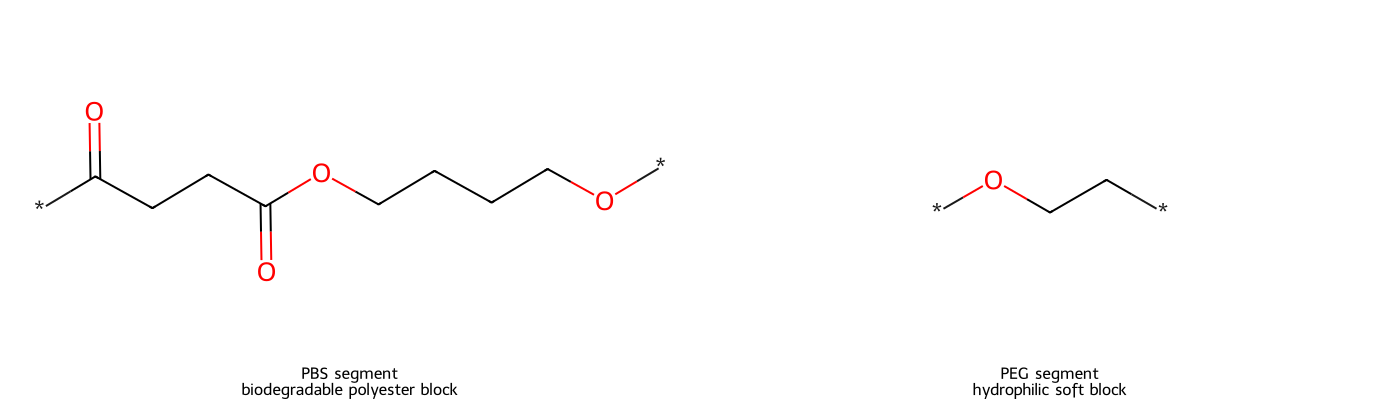 O
O
O
O
*
*
O
*
*
PBS segment
biodegradable polyester block
PEG segment
hydrophilic soft block